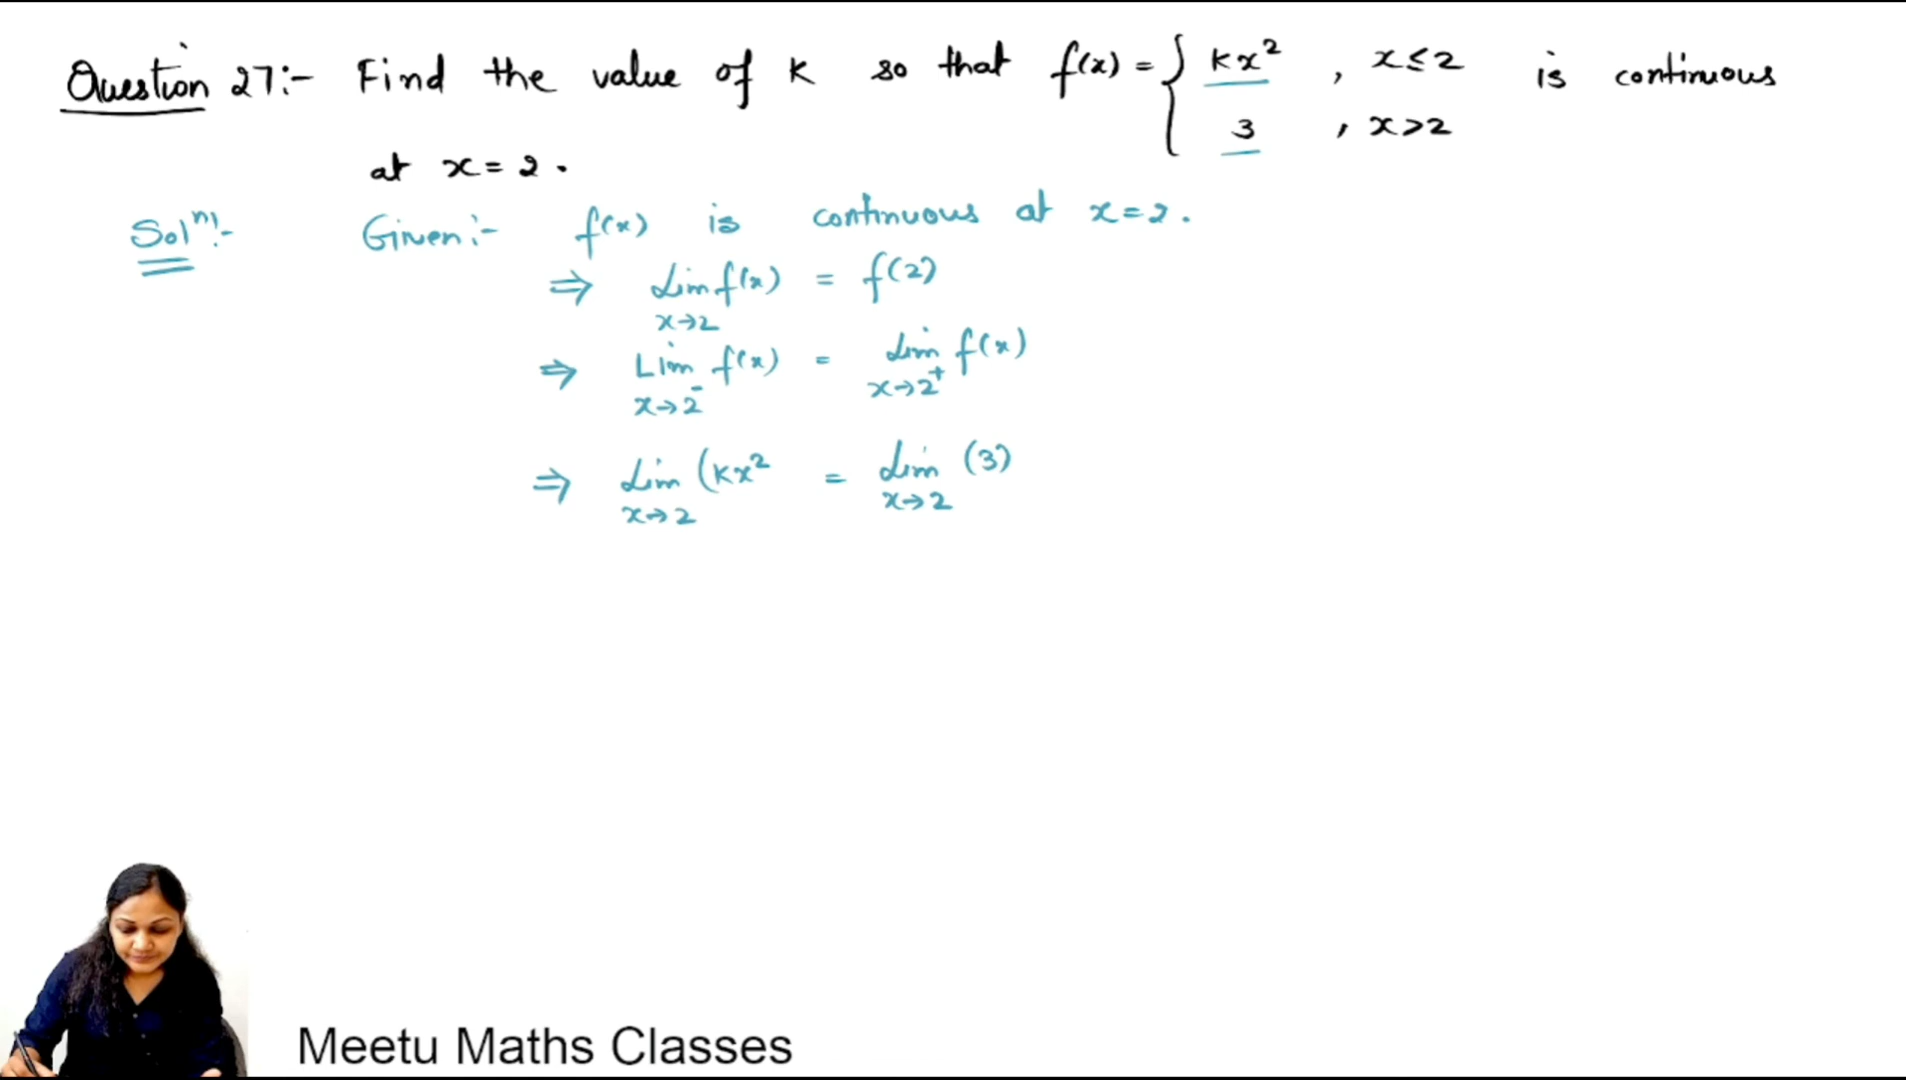 Question 27:- Find the value of K so that f(x) = { kx² , x≤2 is continuous
3 , x>2
at x = 2.
Solⁿ:- Given:- f(x) is continuous at x=2.
⇒ Lim f(x) = f(2)
x→2
⇒ Lim f(x) = Lim f(x)
x→2⁻ x→2⁺
⇒ Lim (kx² = Lim (3)
x→2 x→2
Meetu Maths Classes